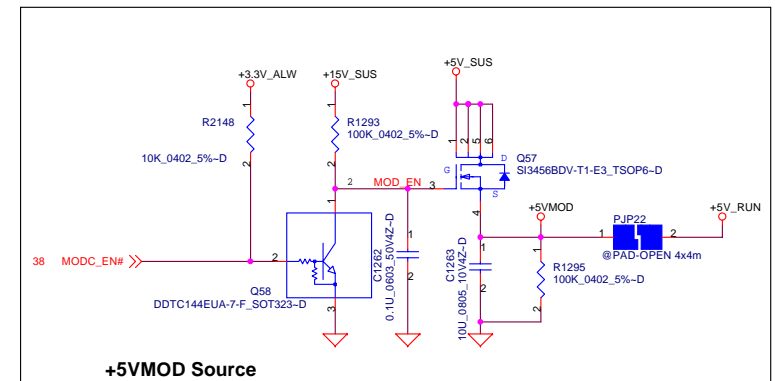 +5V_SUS
+3.3V_ALW
+15V_SUS
1
1
1
2
5
6
R2148
R1293
100K_0402_5%~D
D
Q57
SI3456BDV-T1-E3_TSOP6~D
10K_0402_5%~D
2
2
G
S
2
MOD_EN
3
1
4
+5VMOD
PJP22
+5V_RUN
1
2
@PAD-OPEN 4x4m
38
MODC_EN#
2
1
C1262
0.1U_0603_50V4Z~D
2
1
C1263
10U_0805_10V4Z~D
2
1
R1295
100K_0402_5%~D
2
Q58
DDTC144EUA-7-F_SOT323~D
3
+5VMOD Source